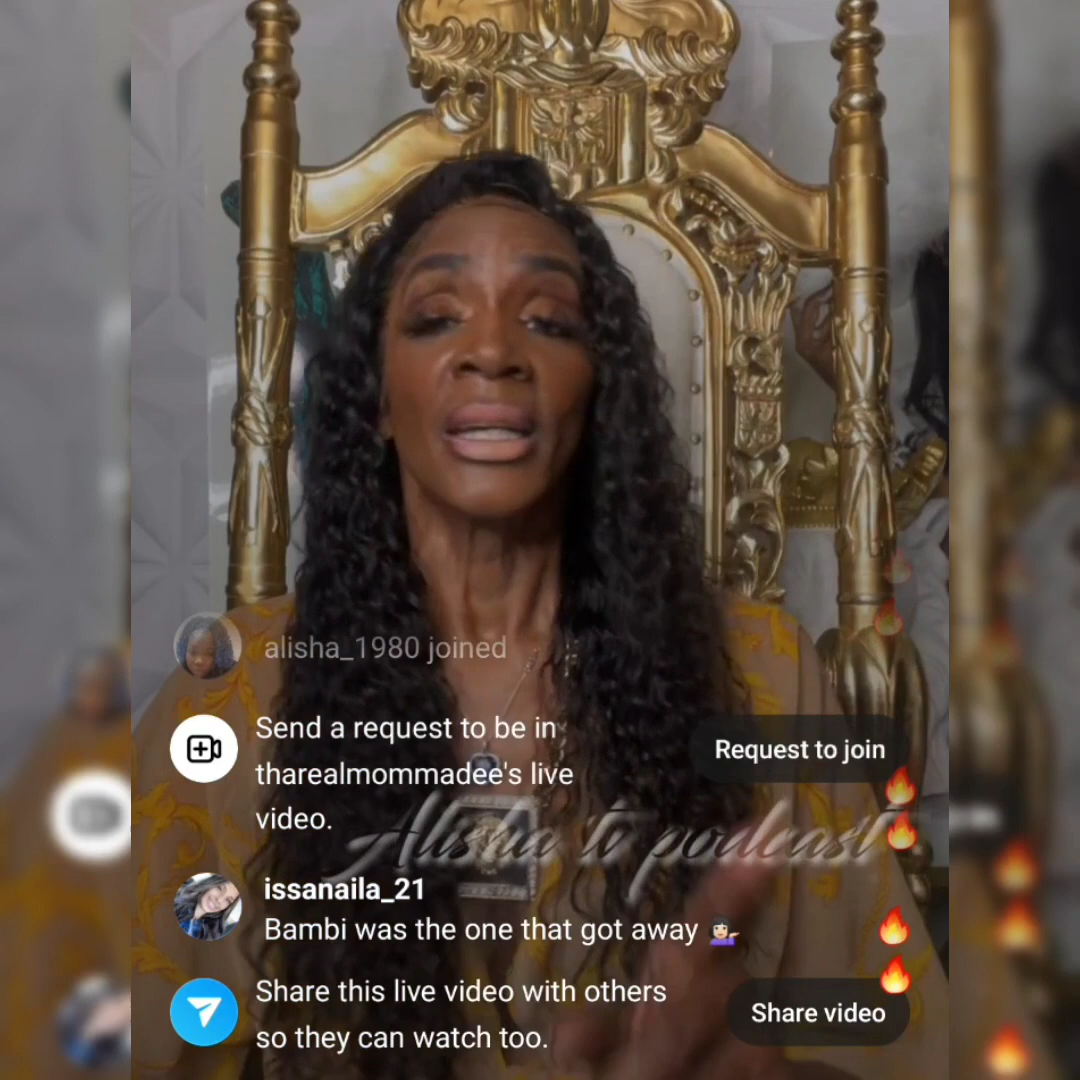 alisha_1980 joined
Send a request to be in
tharealmommadee's live
video.
Request to join
Alisha tv podcast
issanaila_21
Bambi was the one that got away
Share this live video with others
so they can watch too.
Share video